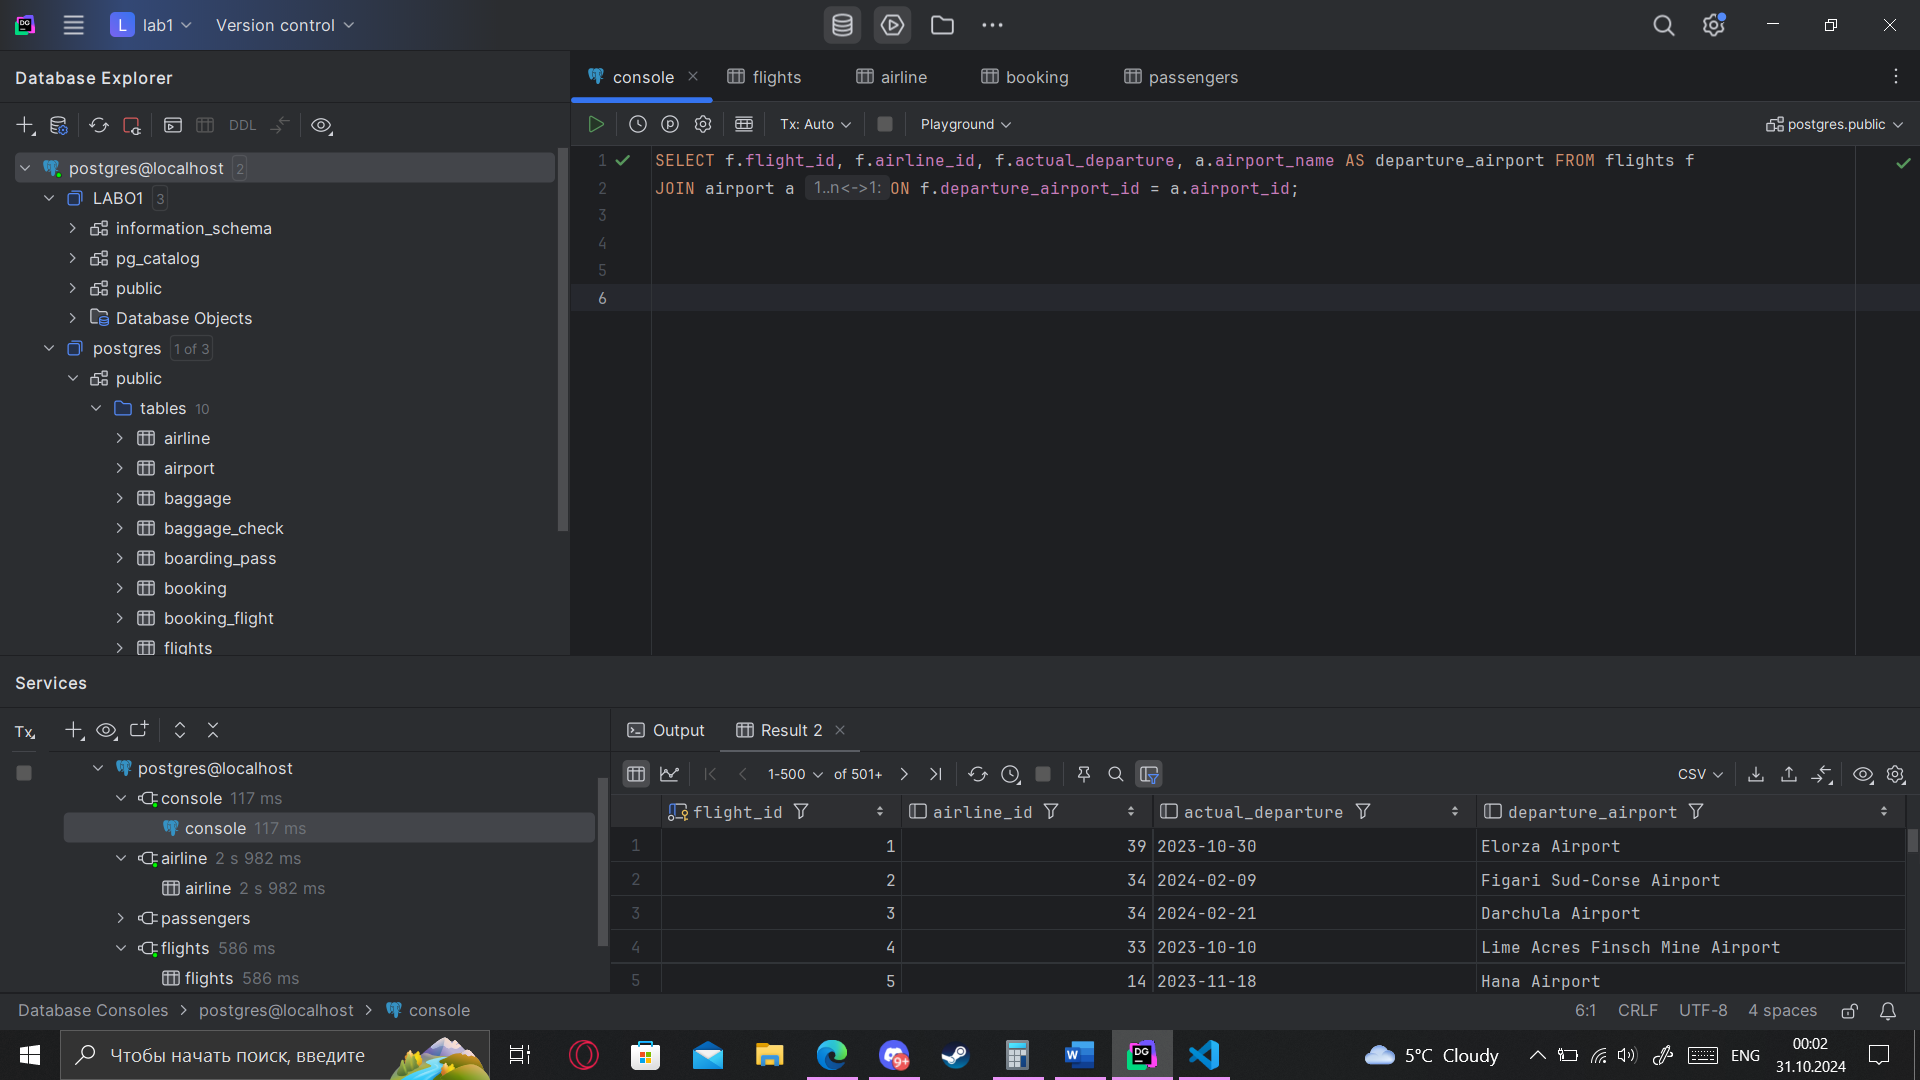 L lab1 Version control
Database Explorer
DDL
postgres@localhost 2
LABO1 3
information_schema
pg_catalog
public
Database Objects
postgres 1 of 3
public
tables 10
airline
airport
baggage
baggage_check
boarding_pass
booking
booking_flight
flights
console flights airline booking passengers
Tx: Auto Playground postgres.public
1 SELECT f.flight_id, f.airline_id, f.actual_departure, a.airport_name AS departure_airport FROM flights f
2 JOIN airport a 1..n<->1: ON f.departure_airport_id = a.airport_id;
3
4
5
6
Services
Tx
postgres@localhost
console 117 ms
console 117 ms
airline 2 s 982 ms
airline 2 s 982 ms
passengers
flights 586 ms
flights 586 ms
Output Result 2
1-500 of 501+ CSV
flight_id airline_id actual_departure departure_airport
1 1 39 2023-10-30 Elorza Airport
2 2 34 2024-02-09 Figari Sud-Corse Airport
3 3 34 2024-02-21 Darchula Airport
4 4 33 2023-10-10 Lime Acres Finsch Mine Airport
5 5 14 2023-11-18 Hana Airport
Database Consoles > postgres@localhost > console
6:1 CRLF UTF-8 4 spaces
Чтобы начать поиск, введите
9+
DG
5°C Cloudy
ENG
00:02
31.10.2024